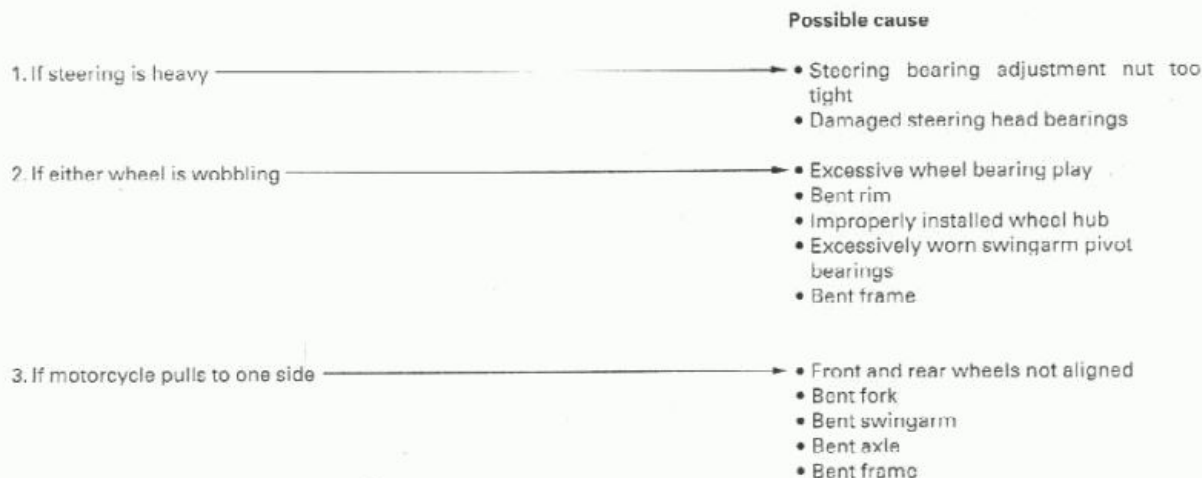 Possible cause
1. If steering is heavy
• Steering bearing adjustment nut too
tight
• Damaged steering head bearings
2. If either wheel is wobbling
• Excessive wheel bearing play
• Bent rim
• Improperly installed wheel hub
• Excessively worn swingarm pivot
bearings
• Bent frame
3. If motorcycle pulls to one side
• Front and rear wheels not aligned
• Bent fork
• Bent swingarm
• Bent axle
• Bent frame